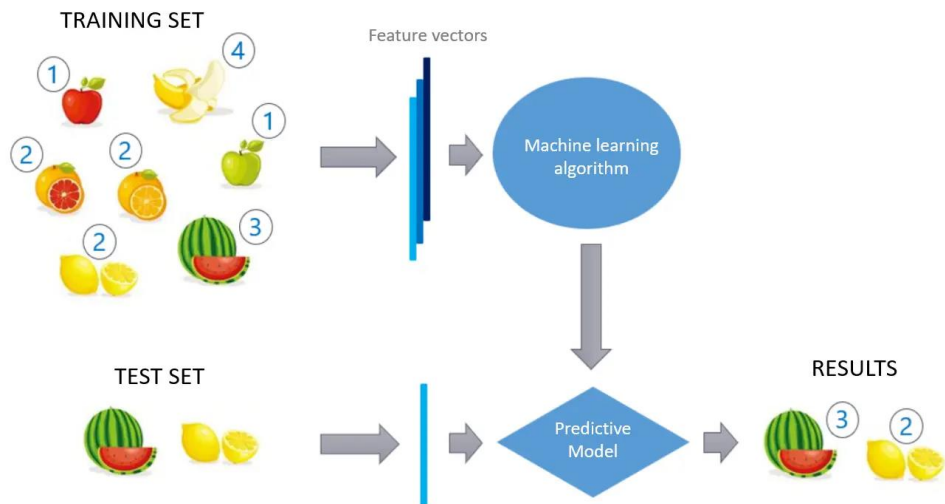 TRAINING SET
Feature vectors
4
1
1
2
2
2
3
Machine learning
algorithm
TEST SET
RESULTS
Predictive
Model
3
2